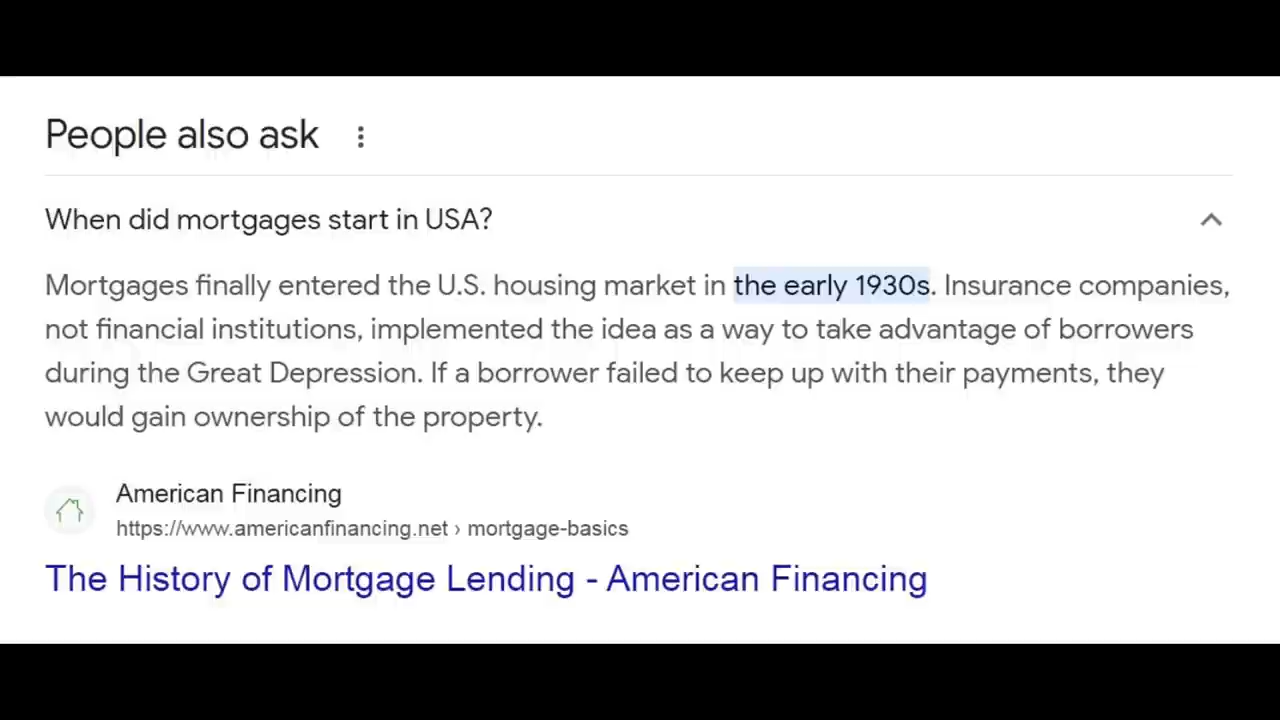 People also ask
When did mortgages start in USA?
Mortgages finally entered the U.S. housing market in the early 1930s. Insurance companies,
not financial institutions, implemented the idea as a way to take advantage of borrowers
during the Great Depression. If a borrower failed to keep up with their payments, they
would gain ownership of the property.
American Financing
https://www.americanfinancing.net › mortgage-basics
The History of Mortgage Lending - American Financing